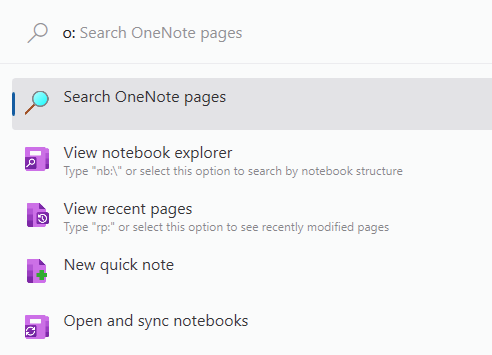 o: Search OneNote pages
Search OneNote pages
View notebook explorer
Type "nb:\" or select this option to search by notebook structure
View recent pages
Type "rp:" or select this option to see recently modified pages
New quick note
Open and sync notebooks